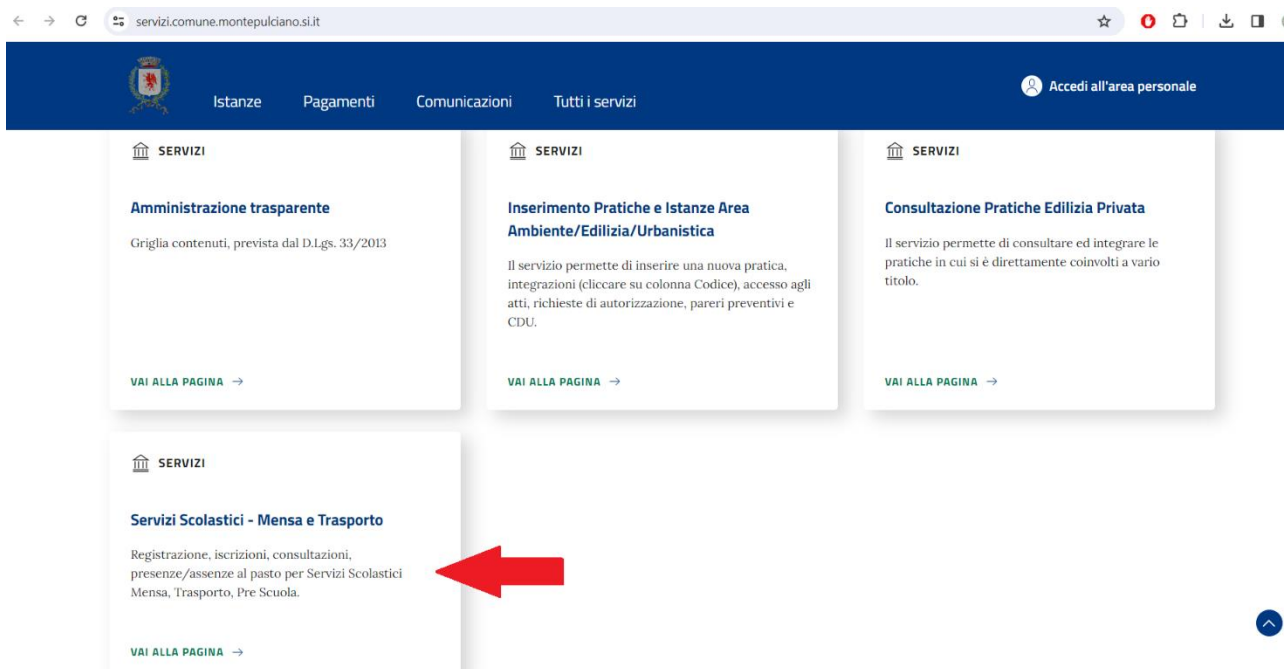 servizi.comune.montepulciano.si.it
Istanze Pagamenti Comunicazioni Tutti i servizi
Accedi all'area personale
SERVIZI
Amministrazione trasparente
Griglia contenuti, prevista dal D.Lgs. 33/2013
VAI ALLA PAGINA →
SERVIZI
Inserimento Pratiche e Istanze Area
Ambiente/Edilizia/Urbanistica
Il servizio permette di inserire una nuova pratica,
integrazioni (cliccare su colonna Codice), accesso agli
atti, richieste di autorizzazione, pareri preventivi e
CDU.
VAI ALLA PAGINA →
SERVIZI
Consultazione Pratiche Edilizia Privata
Il servizio permette di consultare ed integrare le
pratiche in cui si è direttamente coinvolti a vario
titolo.
VAI ALLA PAGINA →
SERVIZI
Servizi Scolastici - Mensa e Trasporto
Registrazione, iscrizioni, consultazioni,
presenze/assenze al pasto per Servizi Scolastici
Mensa, Trasporto, Pre Scuola.
VAI ALLA PAGINA →